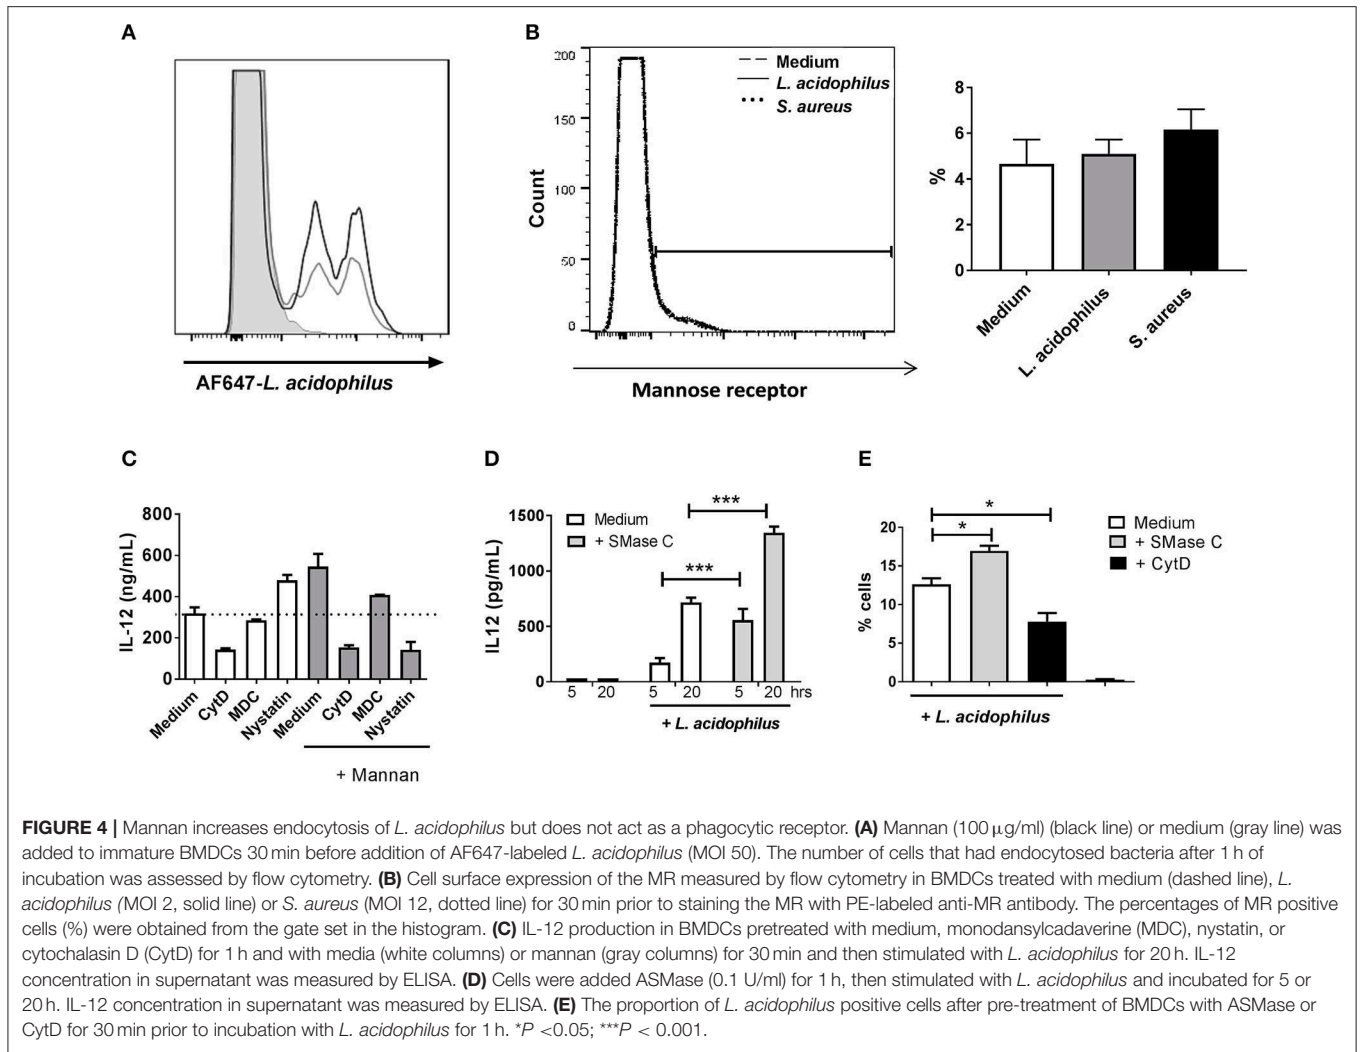 A
AF647-L. acidophilus
B
200
150
100
50
0
Count
Medium
L. acidophilus
S. aureus
Mannose receptor
8
6
4
2
0
%
Medium
L. acidophilus
S. aureus
C
800
600
400
200
0
IL-12 (ng/mL)
Medium
CytD
MDC
Nystatin
Medium
CytD
MDC
Nystatin
+ Mannan
D
1500
1000
500
0
IL12 (pg/mL)
Medium
+ SMase C
***
***
5 20 5 20 5 20 hrs
+ L. acidophilus
E
20
15
10
5
0
% cells
*
*
Medium
+ SMase C
+ CytD
+ L. acidophilus
FIGURE 4 | Mannan increases endocytosis of L. acidophilus but does not act as a phagocytic receptor. (A) Mannan (100 μg/ml) (black line) or medium (gray line) was
added to immature BMDCs 30 min before addition of AF647-labeled L. acidophilus (MOI 50). The number of cells that had endocytosed bacteria after 1 h of
incubation was assessed by flow cytometry. (B) Cell surface expression of the MR measured by flow cytometry in BMDCs treated with medium (dashed line), L.
acidophilus (MOI 2, solid line) or S. aureus (MOI 12, dotted line) for 30 min prior to staining the MR with PE-labeled anti-MR antibody. The percentages of MR positive
cells (%) were obtained from the gate set in the histogram. (C) IL-12 production in BMDCs pretreated with medium, monodansylcadaverine (MDC), nystatin, or
cytochalasin D (CytD) for 1 h and with media (white columns) or mannan (gray columns) for 30 min and then stimulated with L. acidophilus for 20 h. IL-12
concentration in supernatant was measured by ELISA. (D) Cells were added ASMase (0.1 U/ml) for 1 h, then stimulated with L. acidophilus and incubated for 5 or
20 h. IL-12 concentration in supernatant was measured by ELISA. (E) The proportion of L. acidophilus positive cells after pre-treatment of BMDCs with ASMase or
CytD for 30 min prior to incubation with L. acidophilus for 1 h. *P <0.05; ***P < 0.001.